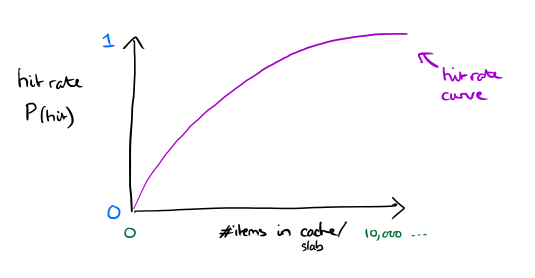 1
hit rate
P(hit)
hit rate
curve
0
0
#items in cache/
slab
10,000 ...